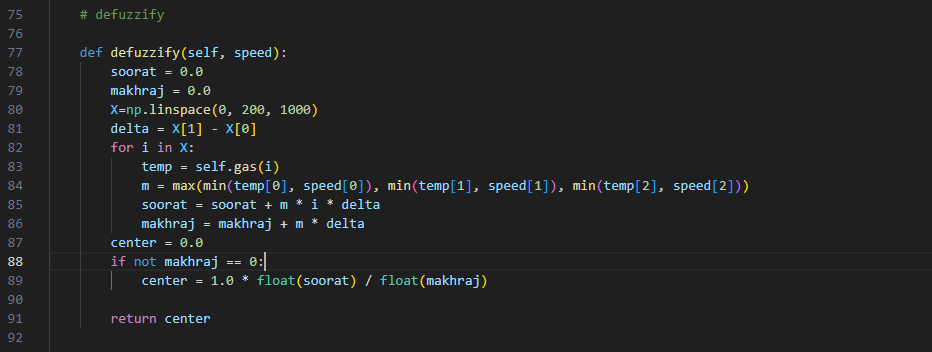 75 # defuzzify
76
77 def defuzzify(self, speed):
78 soorat = 0.0
79 makhraj = 0.0
80 X=np.linspace(0, 200, 1000)
81 delta = X[1] - X[0]
82 for i in X:
83 temp = self.gas(i)
84 m = max(min(temp[0], speed[0]), min(temp[1], speed[1]), min(temp[2], speed[2]))
85 soorat = soorat + m * i * delta
86 makhraj = makhraj + m * delta
87 center = 0.0
88 if not makhraj == 0:
89 center = 1.0 * float(soorat) / float(makhraj)
90
91 return center
92